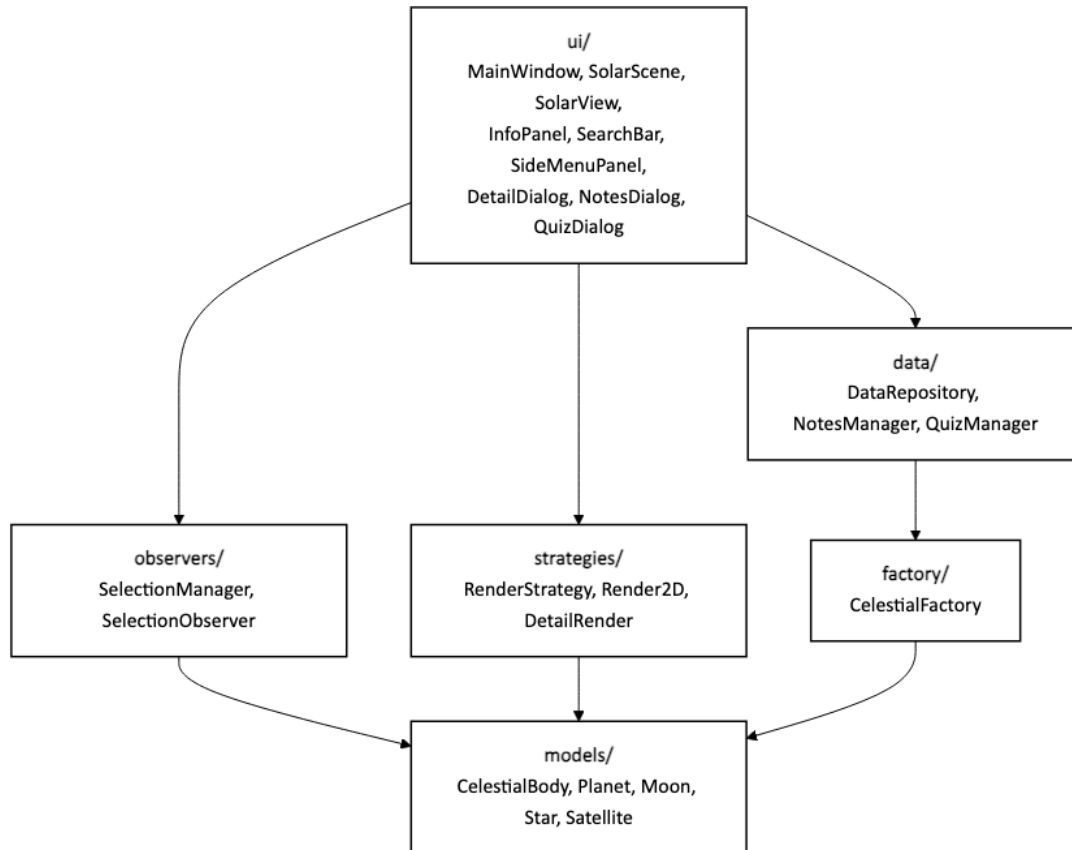 ui/
MainWindow, SolarScene,
SolarView,
InfoPanel, SearchBar,
SideMenuPanel,
DetailDialog, NotesDialog,
QuizDialog
data/
DataRepository,
NotesManager, QuizManager
observers/
SelectionManager,
SelectionObserver
strategies/
RenderStrategy, Render2D,
DetailRender
factory/
CelestialFactory
models/
CelestialBody, Planet, Moon,
Star, Satellite